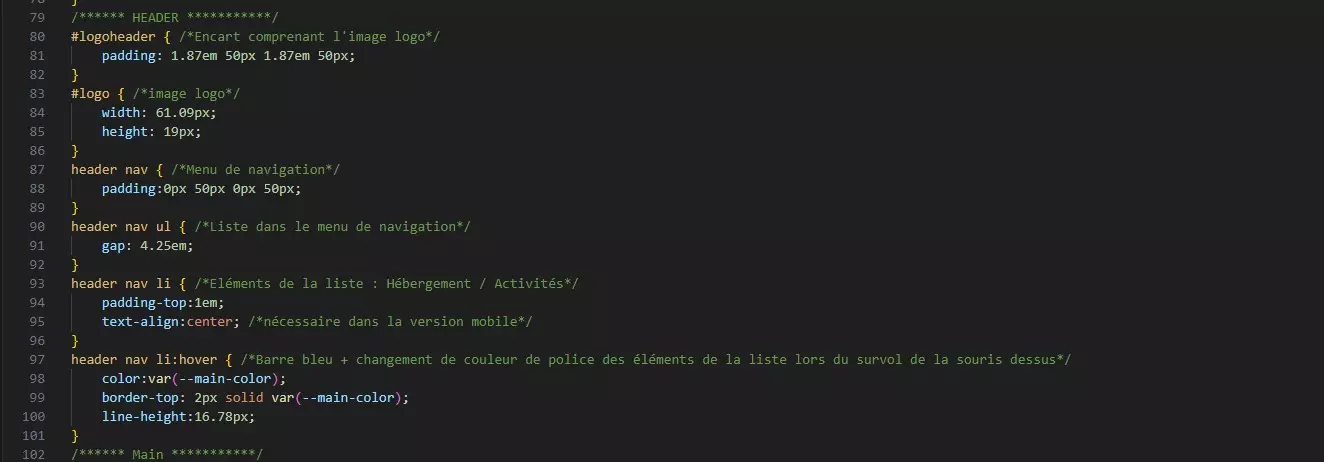 78 }
79 /****** HEADER ***********/
80 #logoheader { /*Encart comprenant l'image logo*/
81 padding: 1.87em 50px 1.87em 50px;
82 }
83 #logo { /*image logo*/
84 width: 61.09px;
85 height: 19px;
86 }
87 header nav { /*Menu de navigation*/
88 padding:0px 50px 0px 50px;
89 }
90 header nav ul { /*Liste dans le menu de navigation*/
91 gap: 4.25em;
92 }
93 header nav li { /*Eléments de la liste : Hébergement / Activités*/
94 padding-top:1em;
95 text-align:center; /*nécessaire dans la version mobile*/
96 }
97 header nav li:hover { /*Barre bleu + changement de couleur de police des éléments de la liste lors du survol de la souris dessus*/
98 color:var(--main-color);
99 border-top: 2px solid var(--main-color);
100 line-height:16.78px;
101 }
102 /****** Main ***********/